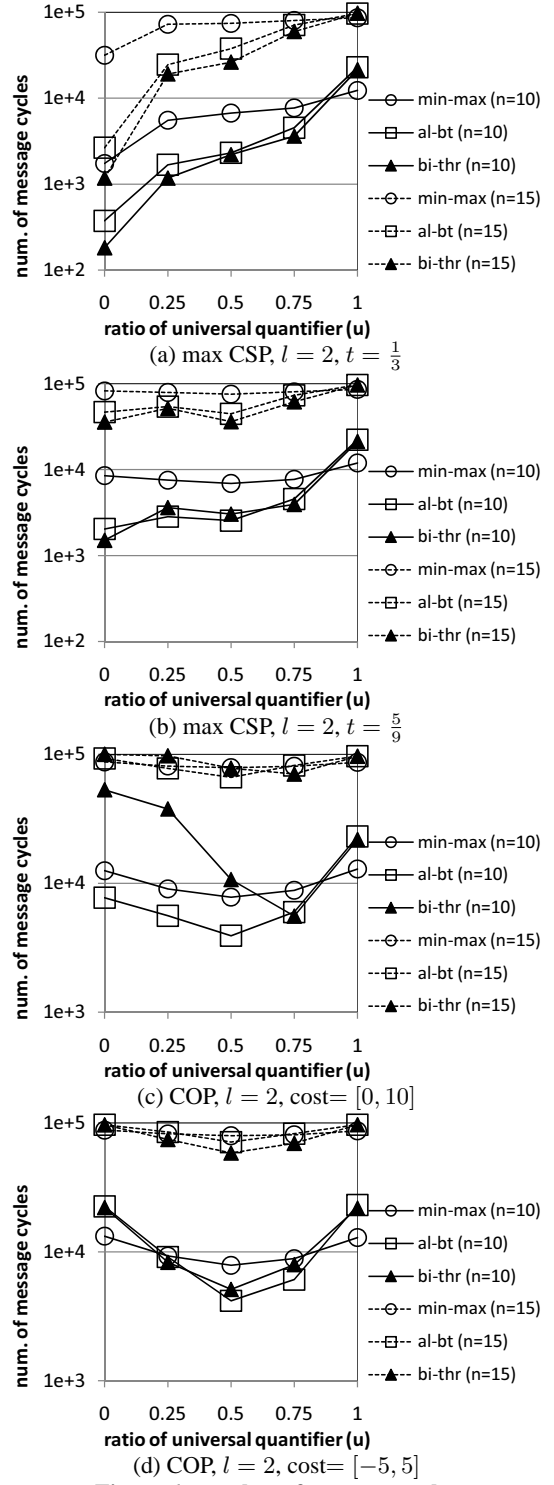 1e+5
1e+4
1e+3
1e+2
num. of message cycles
0 0.25 0.5 0.75 1
ratio of universal quantifier (u)
min-max (n=10)
al-bt (n=10)
bi-thr (n=10)
min-max (n=15)
al-bt (n=15)
bi-thr (n=15)
(a) max CSP, l = 2, t = 1/3
1e+5
1e+4
1e+3
1e+2
num. of message cycles
0 0.25 0.5 0.75 1
ratio of universal quantifier (u)
min-max (n=10)
al-bt (n=10)
bi-thr (n=10)
min-max (n=15)
al-bt (n=15)
bi-thr (n=15)
(b) max CSP, l = 2, t = 5/9
1e+5
1e+4
1e+3
num. of message cycles
0 0.25 0.5 0.75 1
ratio of universal quantifier (u)
min-max (n=10)
al-bt (n=10)
bi-thr (n=10)
min-max (n=15)
al-bt (n=15)
bi-thr (n=15)
(c) COP, l = 2, cost= [0, 10]
1e+5
1e+4
1e+3
num. of message cycles
0 0.25 0.5 0.75 1
ratio of universal quantifier (u)
min-max (n=10)
al-bt (n=10)
bi-thr (n=10)
min-max (n=15)
al-bt (n=15)
bi-thr (n=15)
(d) COP, l = 2, cost= [−5, 5]